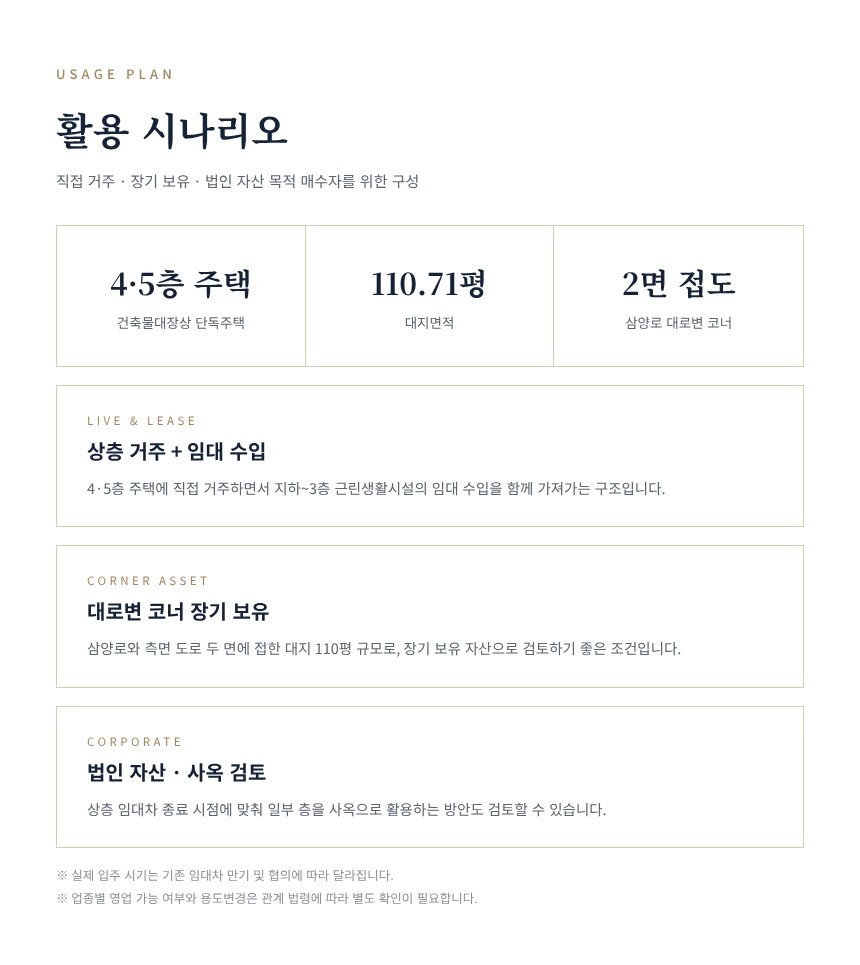 USAGE PLAN
활용 시나리오
직접 거주 · 장기 보유 · 법인 자산 목적 매수자를 위한 구성
4·5층 주택
건축물대장상 단독주택
110.71평
대지면적
2면 접도
삼양로 대로변 코너
LIVE & LEASE
상층 거주 + 임대 수입
4·5층 주택에 직접 거주하면서 지하~3층 근린생활시설의 임대 수입을 함께 가져가는 구조입니다.
CORNER ASSET
대로변 코너 장기 보유
삼양로와 측면 도로 두 면에 접한 대지 110평 규모로, 장기 보유 자산으로 검토하기 좋은 조건입니다.
CORPORATE
법인 자산 · 사옥 검토
상층 임대차 종료 시점에 맞춰 일부 층을 사옥으로 활용하는 방안도 검토할 수 있습니다.
※ 실제 입주 시기는 기존 임대차 만기 및 협의에 따라 달라집니다.
※ 업종별 영업 가능 여부와 용도변경은 관계 법령에 따라 별도 확인이 필요합니다.